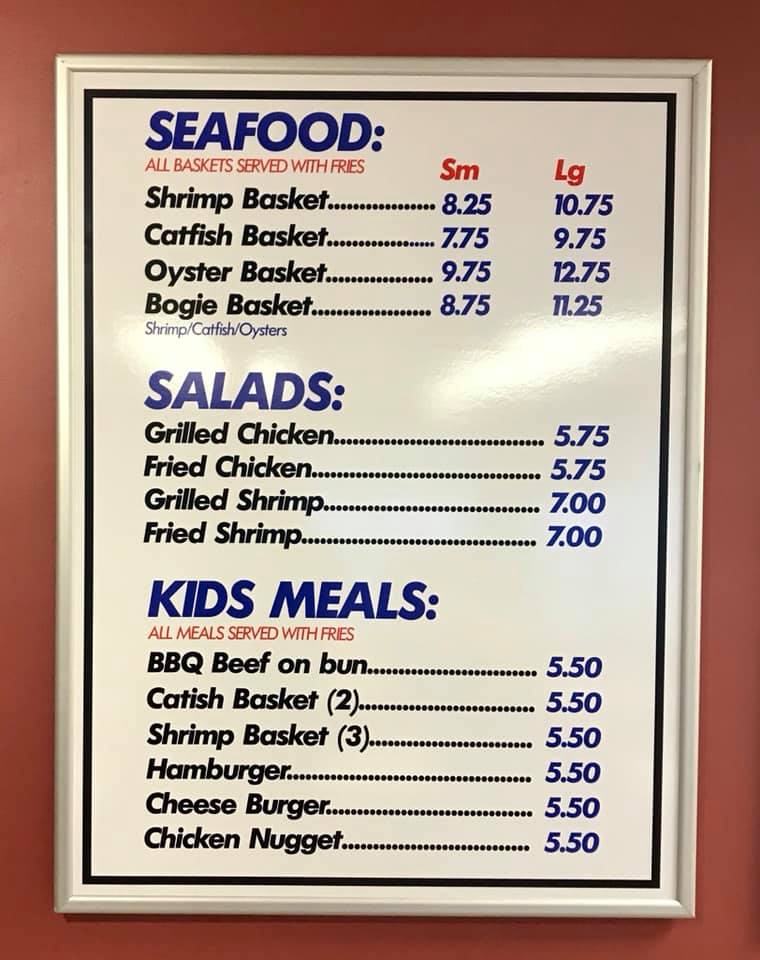 SEAFOOD:
ALL BASKETS SERVED WITH FRIES Sm Lg
Shrimp Basket.................. 8.25 10.75
Catfish Basket.................. 7.75 9.75
Oyster Basket.................. 9.75 12.75
Bogie Basket.................... 8.75 11.25
Shrimp/Catfish/Oysters
SALADS:
Grilled Chicken................................... 5.75
Fried Chicken...................................... 5.75
Grilled Shrimp.................................... 7.00
Fried Shrimp....................................... 7.00
KIDS MEALS:
ALL MEALS SERVED WITH FRIES
BBQ Beef on bun............................ 5.50
Catish Basket (2)............................. 5.50
Shrimp Basket (3)........................... 5.50
Hamburger......................................... 5.50
Cheese Burger.................................. 5.50
Chicken Nugget............................... 5.50